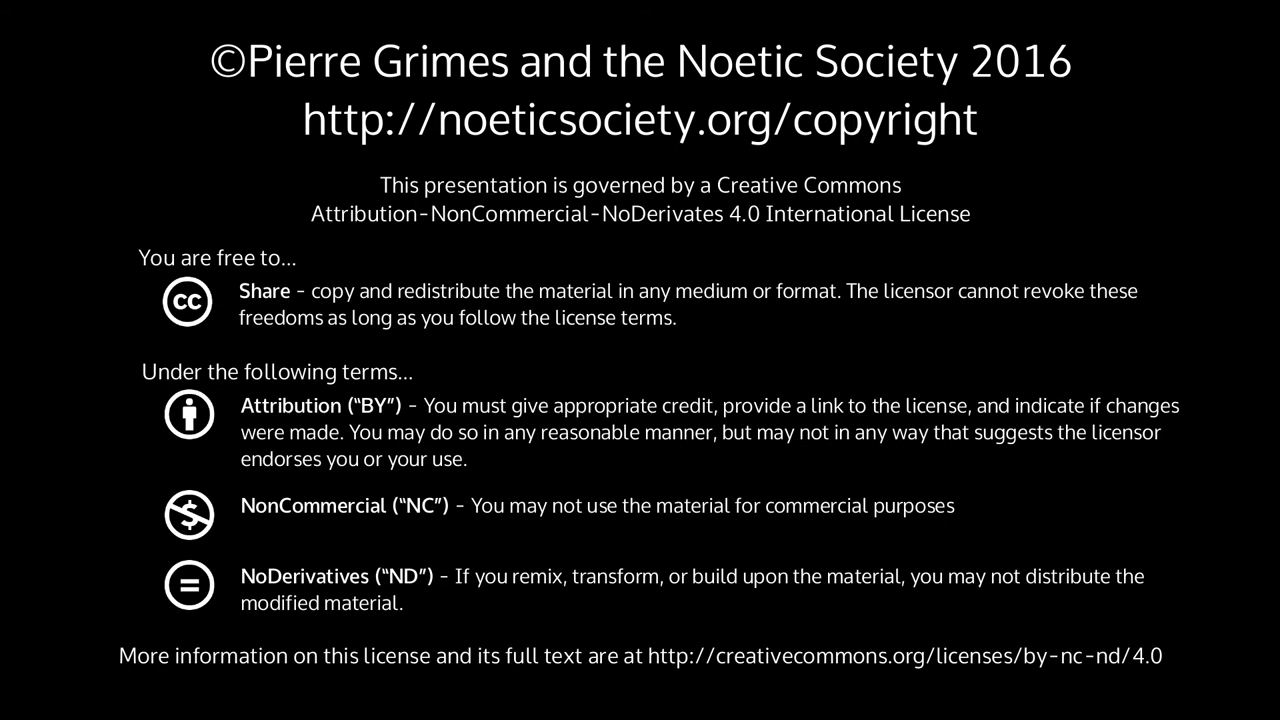 ©Pierre Grimes and the Noetic Society 2016
http://noeticsociety.org/copyright
This presentation is governed by a Creative Commons
Attribution-NonCommercial-NoDerivates 4.0 International License
You are free to...
cc
Share - copy and redistribute the material in any medium or format. The licensor cannot revoke these
freedoms as long as you follow the license terms.
Under the following terms...
Attribution (“BY”) - You must give appropriate credit, provide a link to the license, and indicate if changes
were made. You may do so in any reasonable manner, but may not in any way that suggests the licensor
endorses you or your use.
$
NonCommercial (“NC”) - You may not use the material for commercial purposes
=
NoDerivatives (“ND”) - If you remix, transform, or build upon the material, you may not distribute the
modified material.
More information on this license and its full text are at http://creativecommons.org/licenses/by-nc-nd/4.0